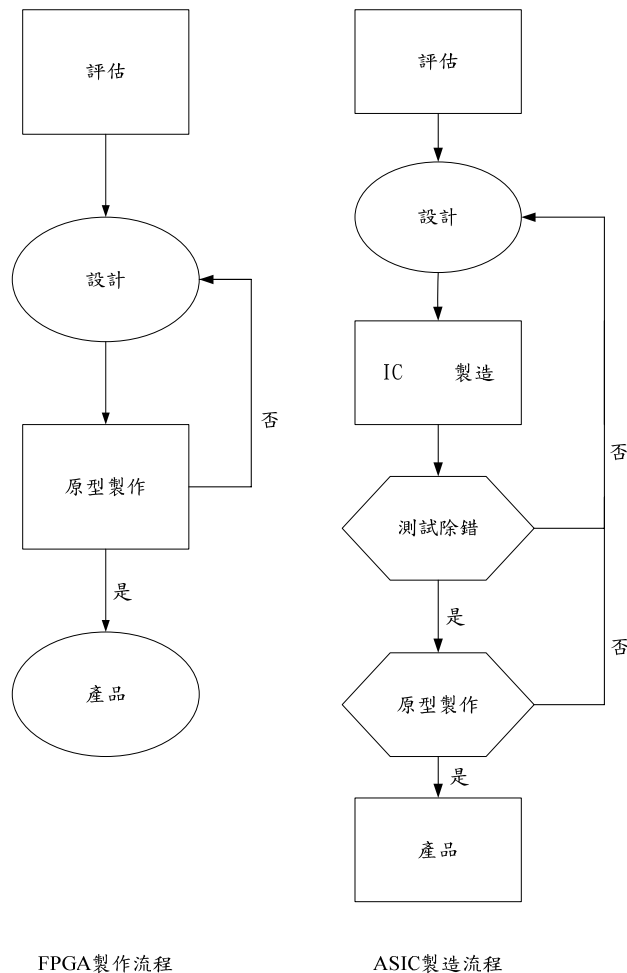 評估
設計
否
原型製作
是
產品
FPGA製作流程
評估
設計
IC 製造
否
測試除錯
是
否
原型製作
是
產品
ASIC製造流程